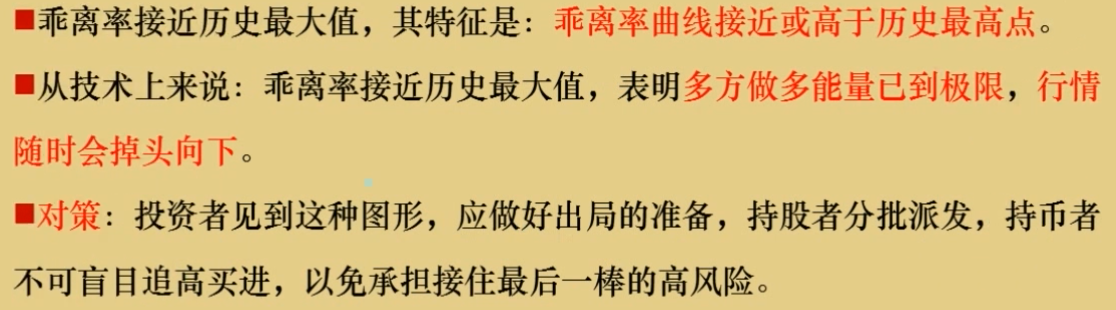 ■乖离率接近历史最大值，其特征是：乖离率曲线接近或高于历史最高点。
■从技术上来说：乖离率接近历史最大值，表明多方做多能量已到极限，行情
随时会掉头向下。
■对策：投资者见到这种图形，应做好出局的准备，持股者分批派发，持币者
不可盲目追高买进，以免承担接住最后一棒的高风险。